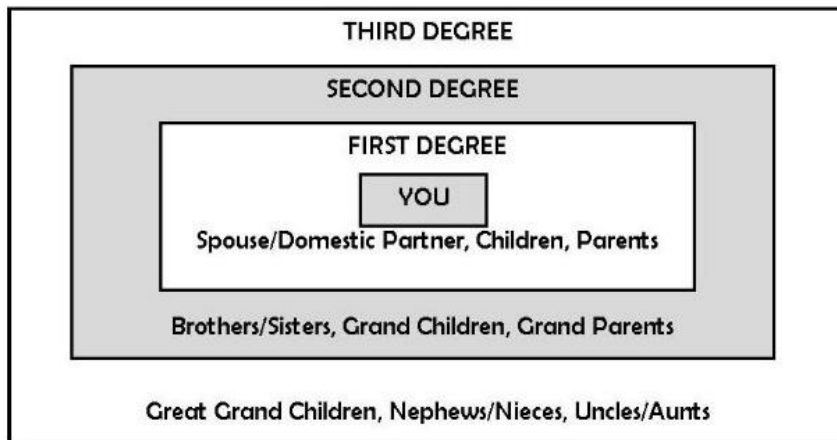 THIRD DEGREE
SECOND DEGREE
FIRST DEGREE
YOU
Spouse/Domestic Partner, Children, Parents
Brothers/Sisters, Grand Children, Grand Parents
Great Grand Children, Nephews/Nieces, Uncles/Aunts